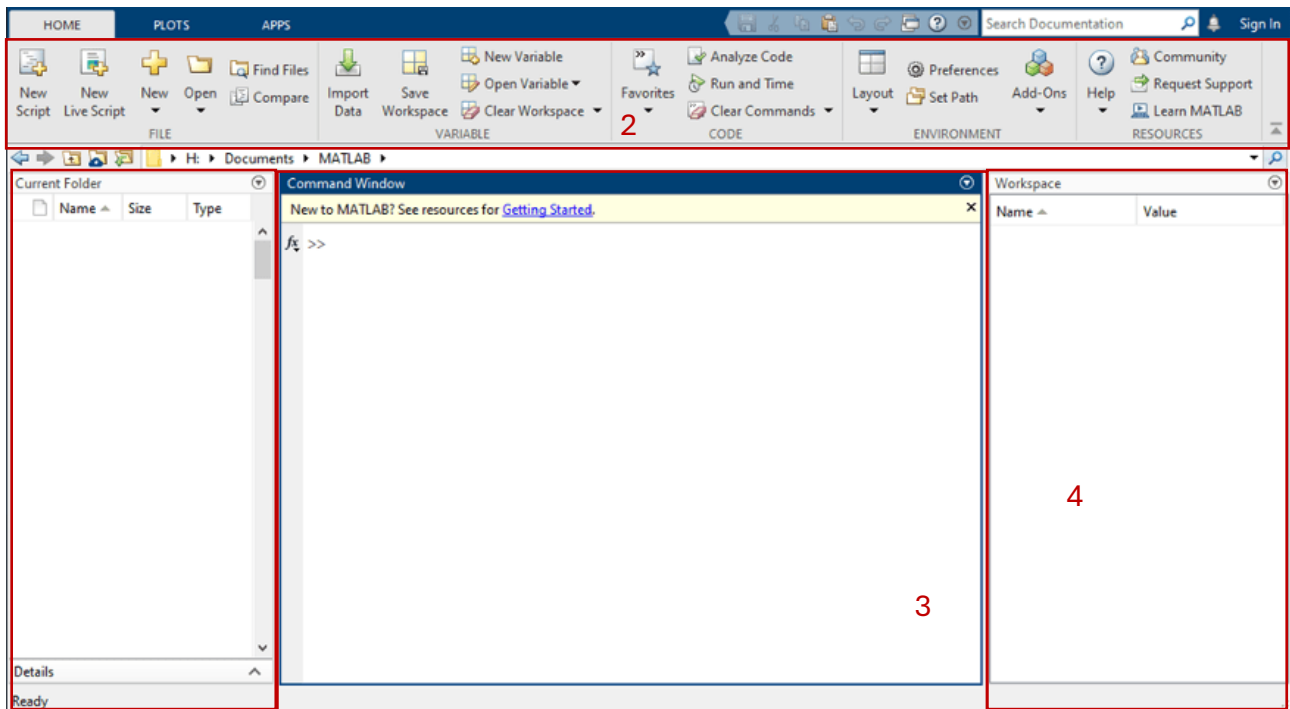 HOME PLOTS APPS Search Documentation Sign In
New Script
New Live Script
New
Open
Find Files
Compare
FILE
Import Data
Save Workspace
New Variable
Open Variable
Clear Workspace
VARIABLE
Favorites
2
Analyze Code
Run and Time
Clear Commands
CODE
Layout
Preferences
Set Path
Add-Ons
ENVIRONMENT
Help
Community
Request Support
Learn MATLAB
RESOURCES
H: Documents MATLAB
Current Folder
Name Size Type
Details
Ready
Command Window
New to MATLAB? See resources for Getting Started.
fx >>
3
Workspace
Name Value
4